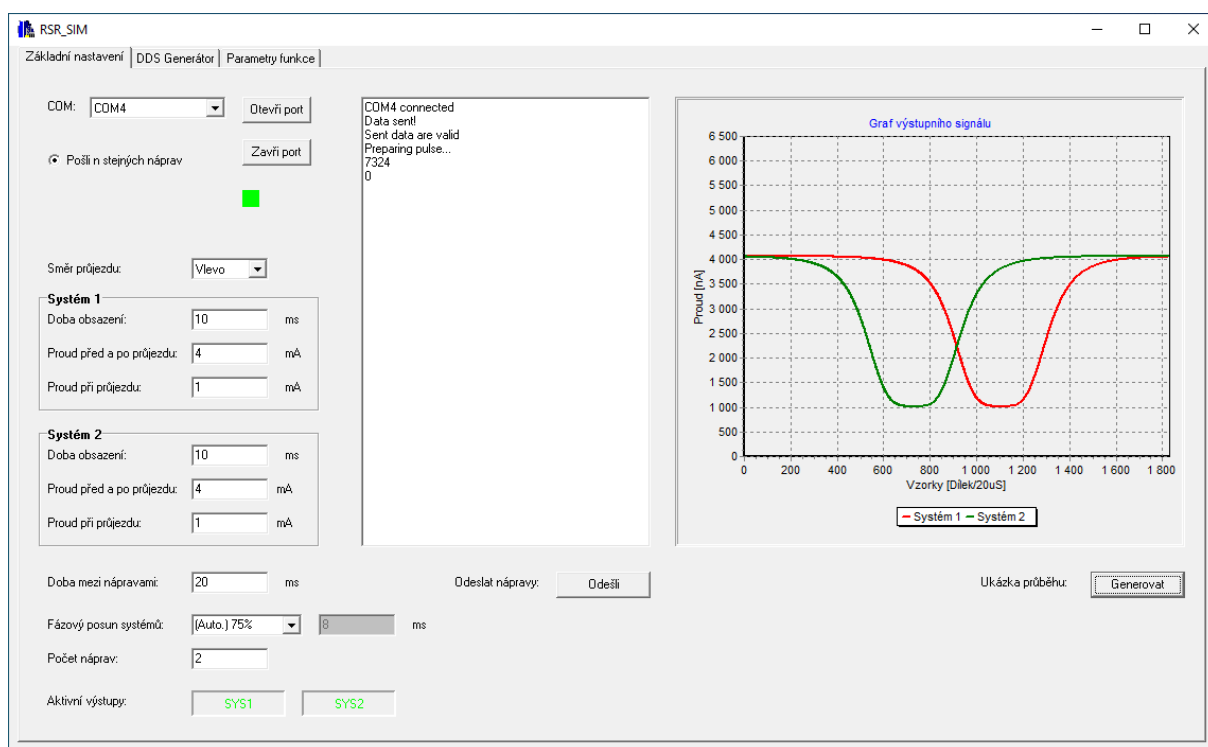 RSR_SIM
Základní nastavení DDS Generátor Parametry funkce
COM: COM4 Otevři port
Pošli n stejných náprav Zavři port
Směr průjezdu: Vlevo
Systém 1
Doba obsazení: 10 ms
Proud před a po průjezdu: 4 mA
Proud při průjezdu: 1 mA
Systém 2
Doba obsazení: 10 ms
Proud před a po průjezdu: 4 mA
Proud při průjezdu: 1 mA
Doba mezi nápravami: 20 ms
Fázový posun systémů: (Auto.) 75% 8 ms
Počet náprav: 2
Aktivní výstupy: SYS1 SYS2
COM4 connected
Data sent!
Sent data are valid
Preparing pulse...
7324
0
Odeslat nápravy: Odešli
Graf výstupního signálu
6 500
6 000
5 500
5 000
4 500
4 000
3 500
3 000
2 500
2 000
1 500
1 000
500
0
Proud [nA]
0 200 400 600 800 1 000 1 200 1 400 1 600 1 800
Vzorky [Dílek/20uS]
Systém 1 Systém 2
Ukázka průběhu: Generovat